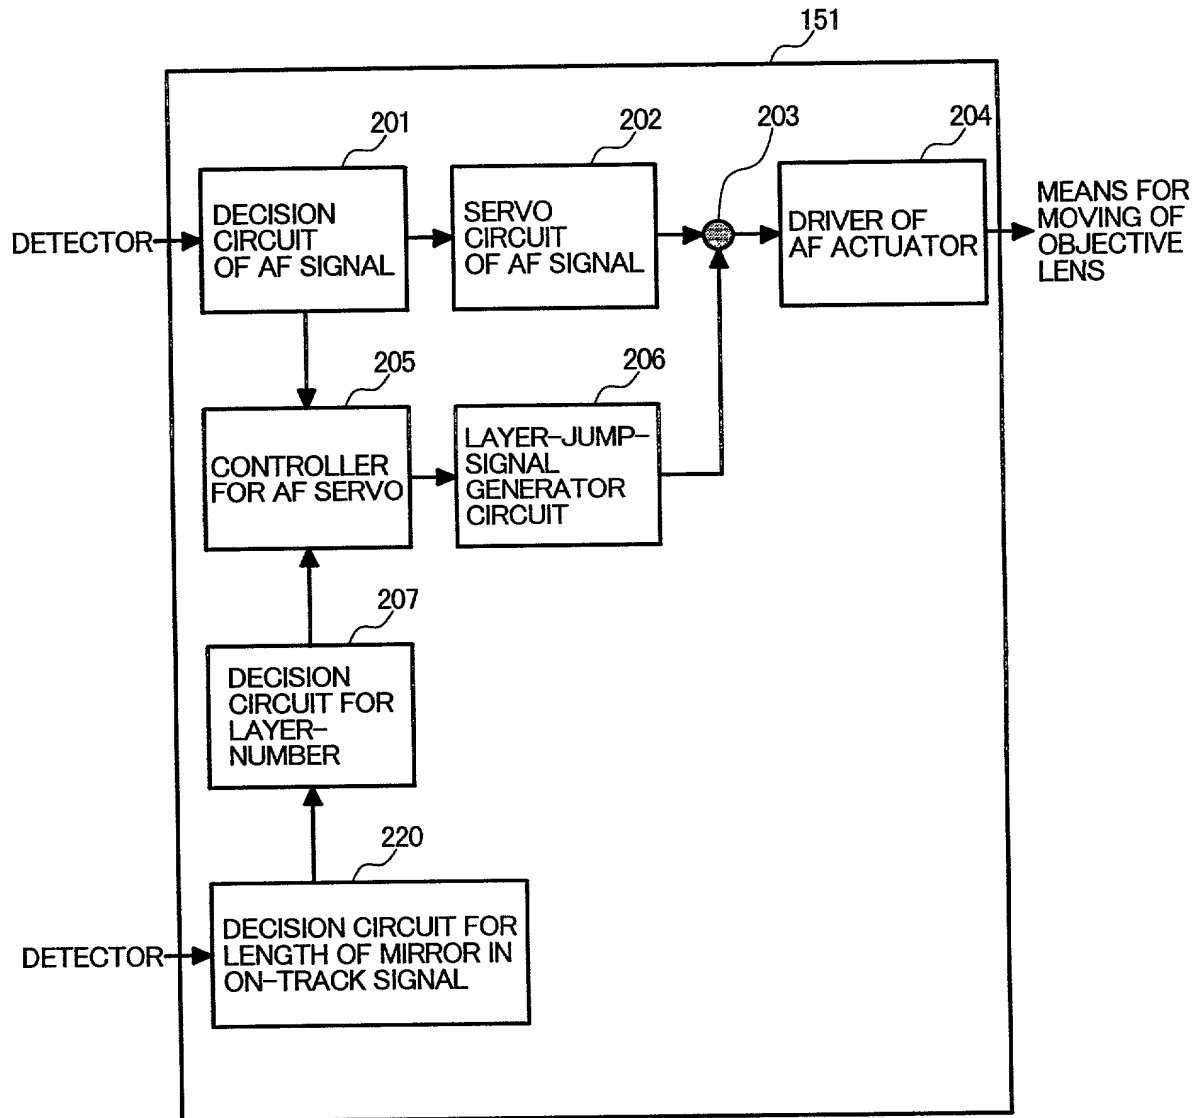 151
201
202
203
204
DETECTOR
DECISION
CIRCUIT
OF AF SIGNAL
SERVO
CIRCUIT
OF AF SIGNAL
DRIVER OF
AF ACTUATOR
MEANS FOR
MOVING OF
OBJECTIVE
LENS
205
206
CONTROLLER
FOR AF SERVO
LAYER-JUMP-
SIGNAL
GENERATOR
CIRCUIT
207
DECISION
CIRCUIT FOR
LAYER-
NUMBER
220
DETECTOR
DECISION CIRCUIT FOR
LENGTH OF MIRROR IN
ON-TRACK SIGNAL